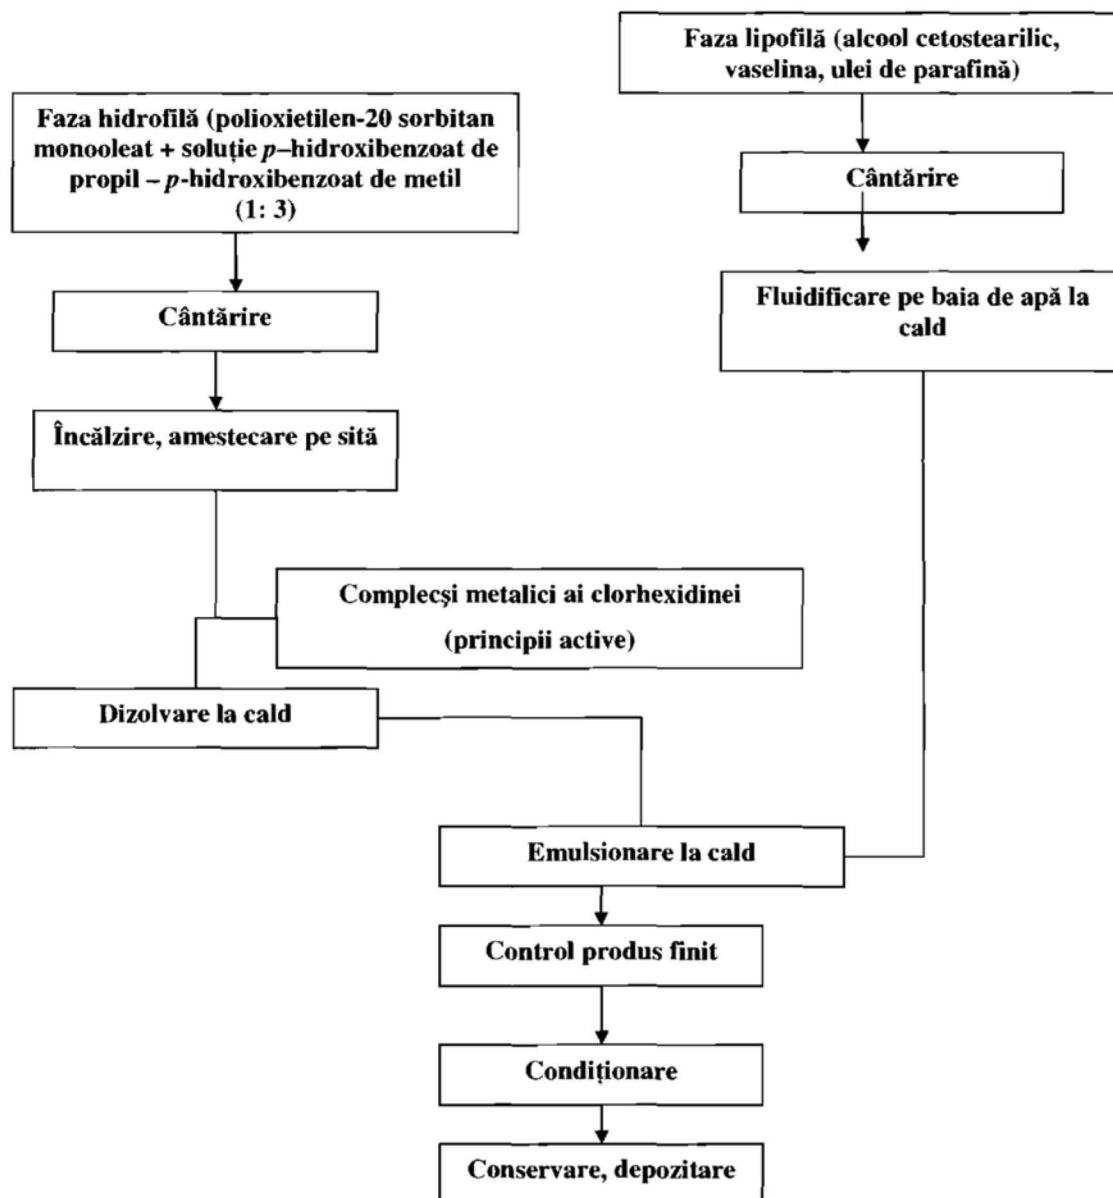 Faza lipofilă (alcool cetostearilic,
vaselina, ulei de parafină)
Faza hidrofilă (polioxietilen-20 sorbitan
monooleat + soluție p–hidroxibenzoat de
propil – p-hidroxibenzoat de metil
(1: 3)
Cântărire
Cântărire
Fluidificare pe baia de apă la
cald
Încălzire, amestecare pe sită
Complecşi metalici ai clorhexidinei
(principii active)
Dizolvare la cald
Emulsionare la cald
Control produs finit
Condiționare
Conservare, depozitare